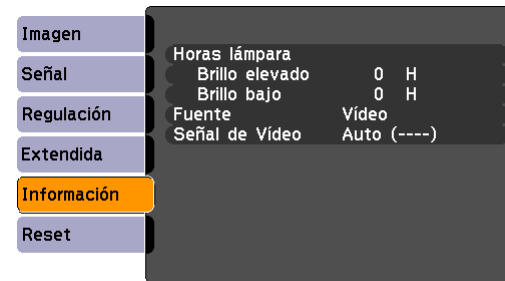 Imagen
Señal
Regulación
Extendida
Información
Reset
Horas lámpara
Brillo elevado 0 H
Brillo bajo 0 H
Fuente Vídeo
Señal de Vídeo Auto (----)